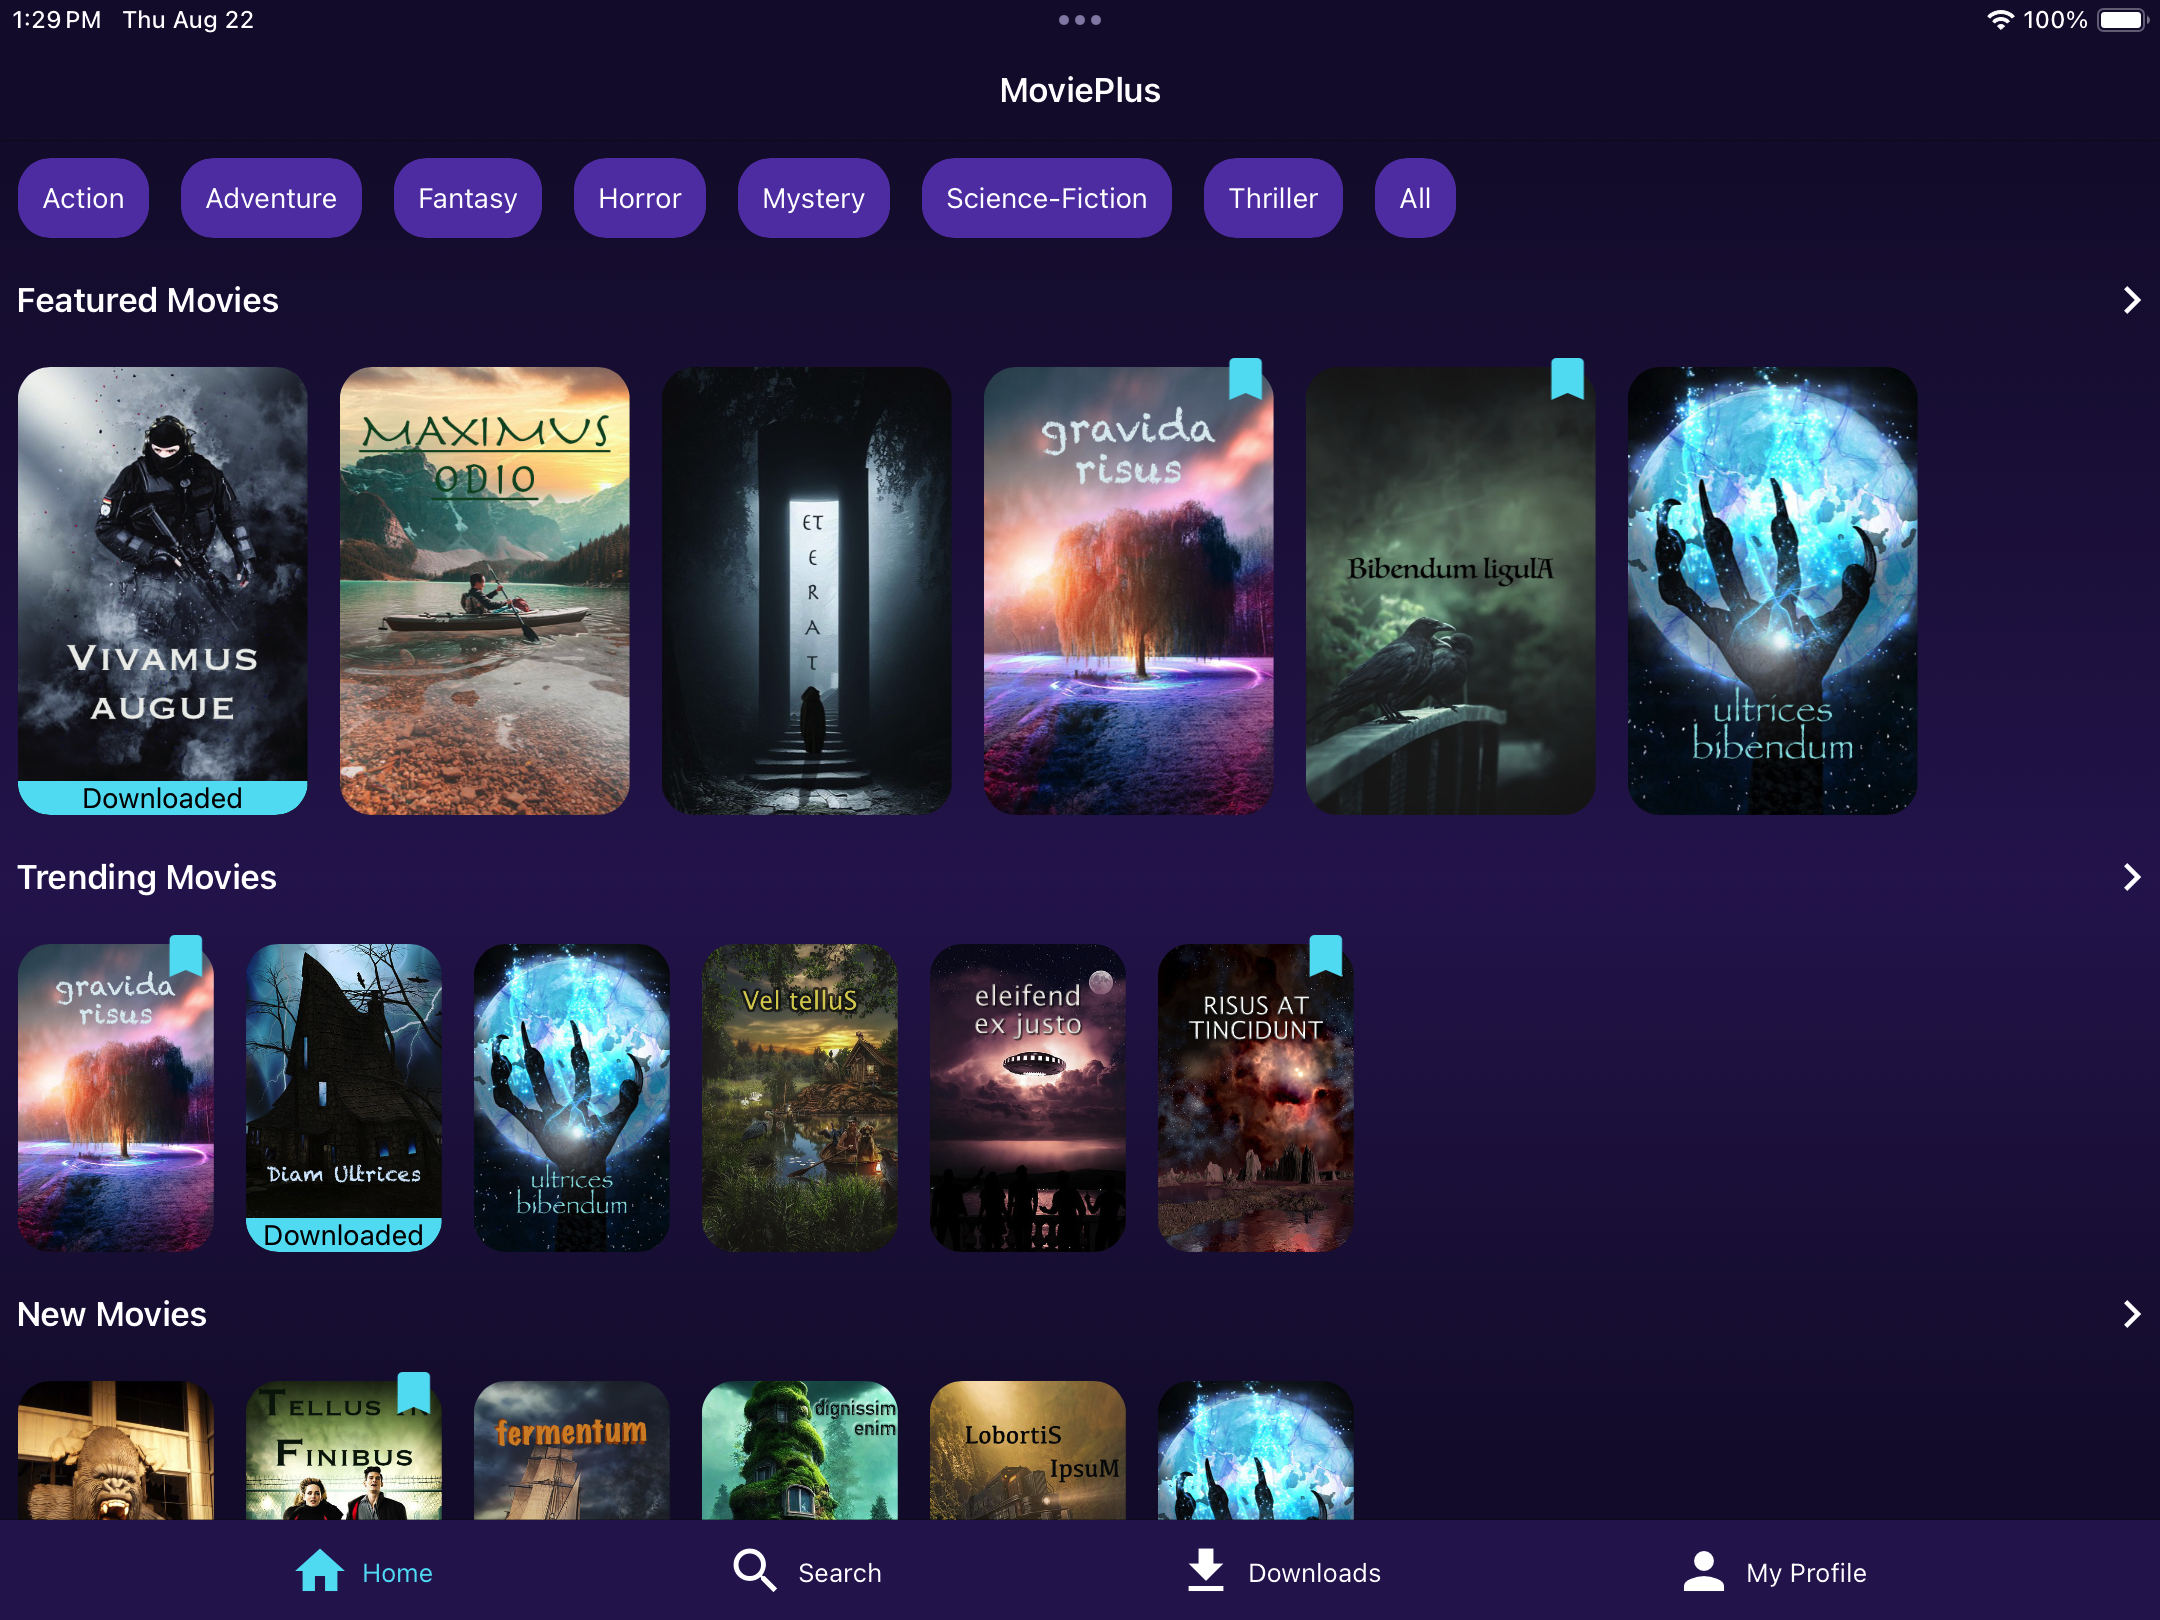 1:29 PM Thu Aug 22
100%
MoviePlus
Action
Adventure
Fantasy
Horror
Mystery
Science-Fiction
Thriller
All
Featured Movies
VIVAMUS
AUGUE
Downloaded
MAXIMUS
ODIO
ET
E
R
A
T
gravida
risus
Bibendum ligulA
ultrices
bibendum
Trending Movies
gravida
risus
Diam Ultrices
Downloaded
ultrices
bibendum
Vel telluS
eleifend
ex justo
RISUS AT
TINCIDUNT
New Movies
TELLUS
FINIBUS
fermentum
dignissim
enim
LobortiS
IpsuM
Home
Search
Downloads
My Profile